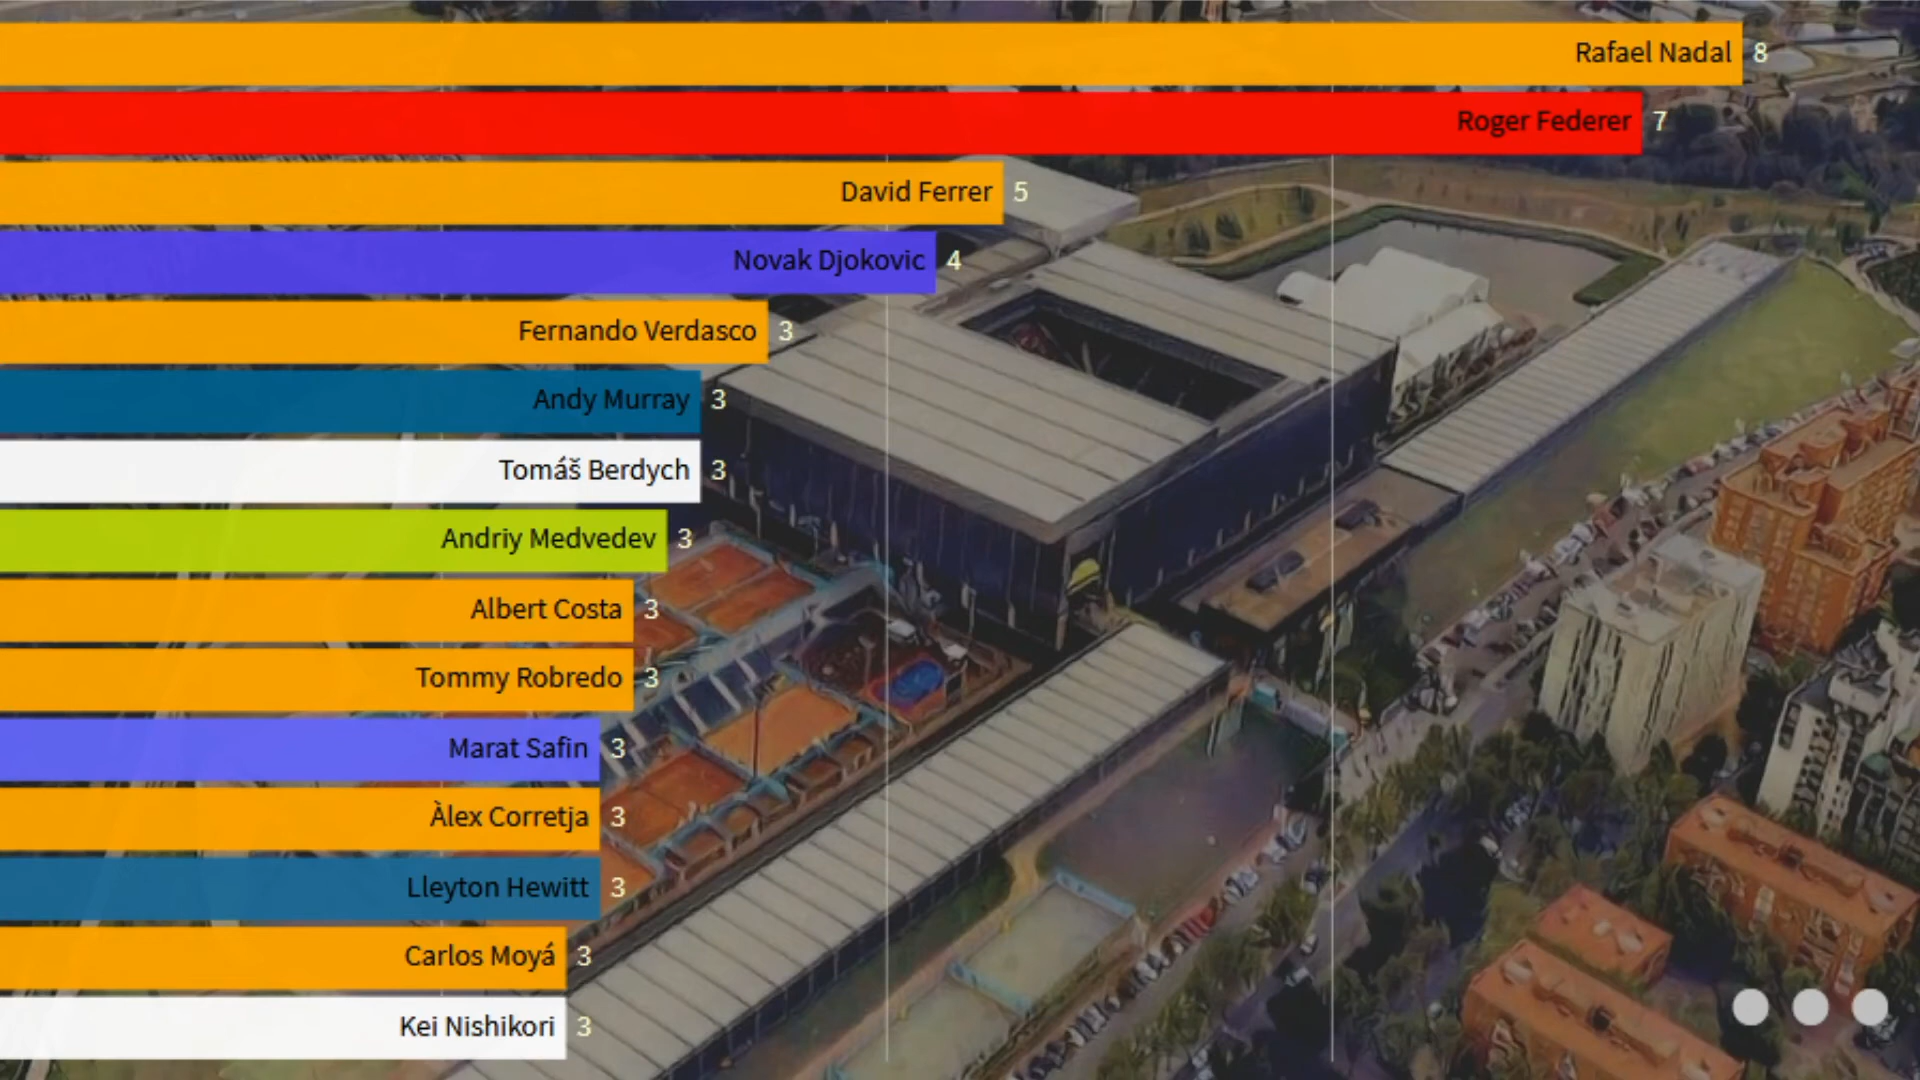 Rafael Nadal 8
Roger Federer 7
David Ferrer 5
Novak Djokovic 4
Fernando Verdasco 3
Andy Murray 3
Tomáš Berdych 3
Andriy Medvedev 3
Albert Costa 3
Tommy Robredo 3
Marat Safin 3
Àlex Corretja 3
Lleyton Hewitt 3
Carlos Moyá 3
Kei Nishikori 3